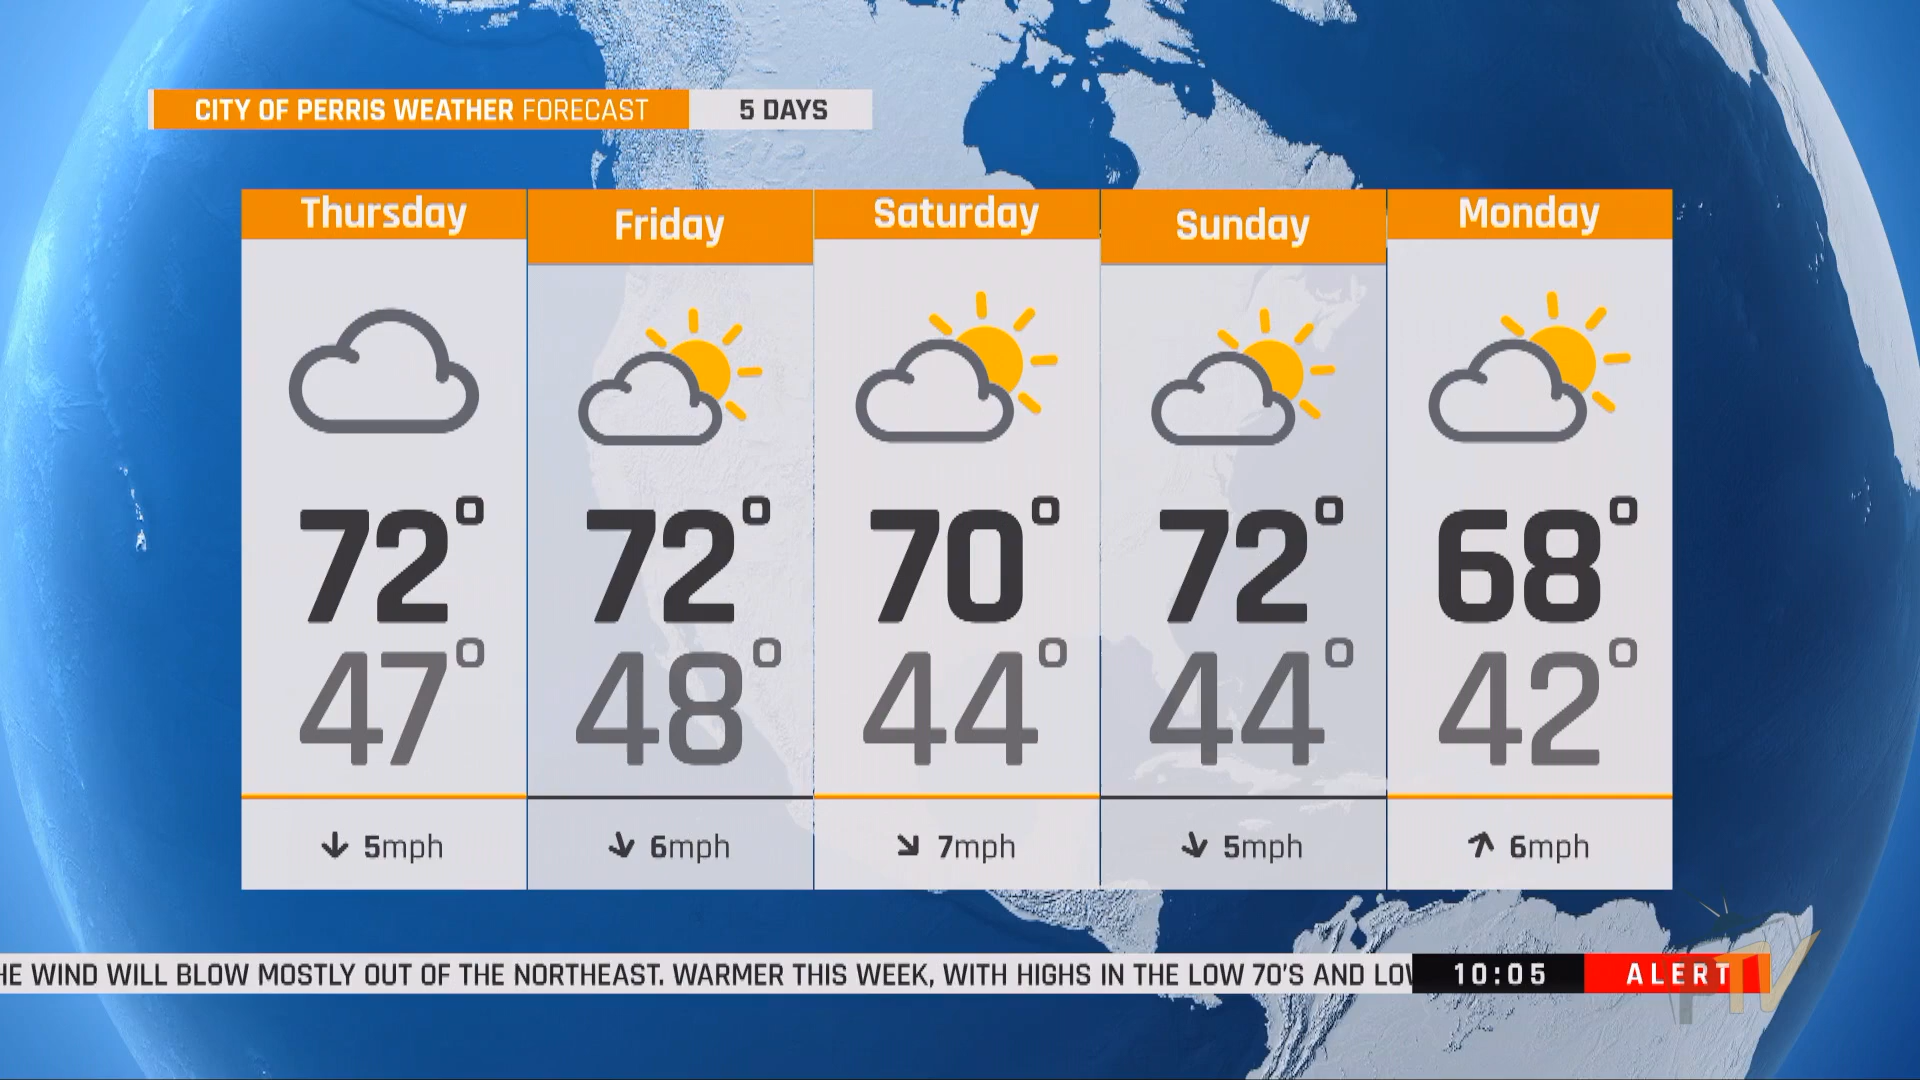 CITY OF PERRIS WEATHER FORECAST 5 DAYS
Thursday Friday Saturday Sunday Monday
72° 72° 70° 72° 68°
47° 48° 44° 44° 42°
5mph 6mph 7mph 5mph 6mph
HE WIND WILL BLOW MOSTLY OUT OF THE NORTHEAST. WARMER THIS WEEK, WITH HIGHS IN THE LOW 70'S AND LOW 10:05 ALERT
PTV